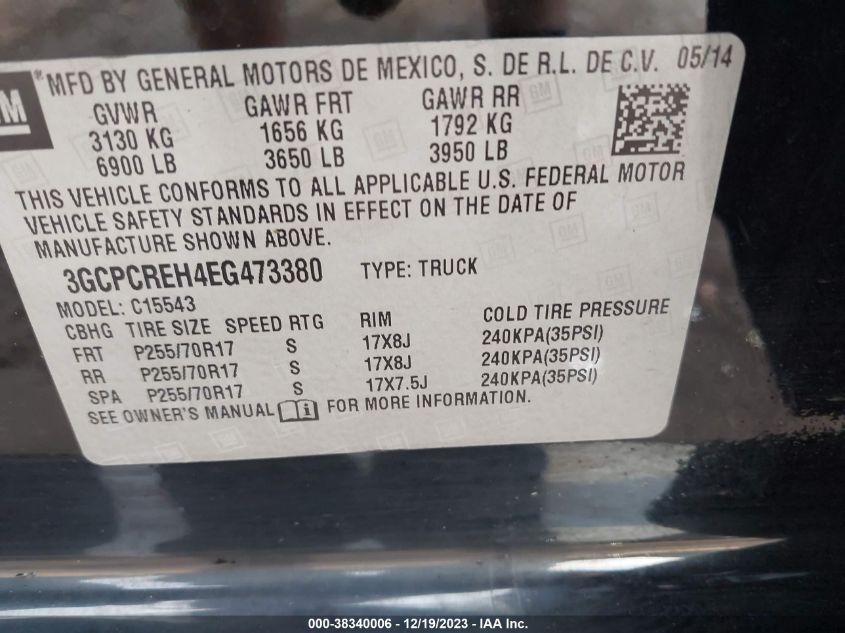 GM ® MFD BY GENERAL MOTORS DE MEXICO, S. DE R.L. DE C.V. 05/14
GVWR GAWR FRT GAWR RR
3130 KG 1656 KG 1792 KG
6900 LB 3650 LB 3950 LB
THIS VEHICLE CONFORMS TO ALL APPLICABLE U.S. FEDERAL MOTOR
VEHICLE SAFETY STANDARDS IN EFFECT ON THE DATE OF
MANUFACTURE SHOWN ABOVE.
3GCPCREH4EG473380 TYPE: TRUCK
MODEL: C15543
CBHG TIRE SIZE SPEED RTG RIM COLD TIRE PRESSURE
FRT P255/70R17 S 17X8J 240KPA(35PSI)
RR P255/70R17 S 17X8J 240KPA(35PSI)
SPA P255/70R17 S 17X7.5J 240KPA(35PSI)
SEE OWNER'S MANUAL FOR MORE INFORMATION.
000-38340006 - 12/19/2023 - IAA Inc.